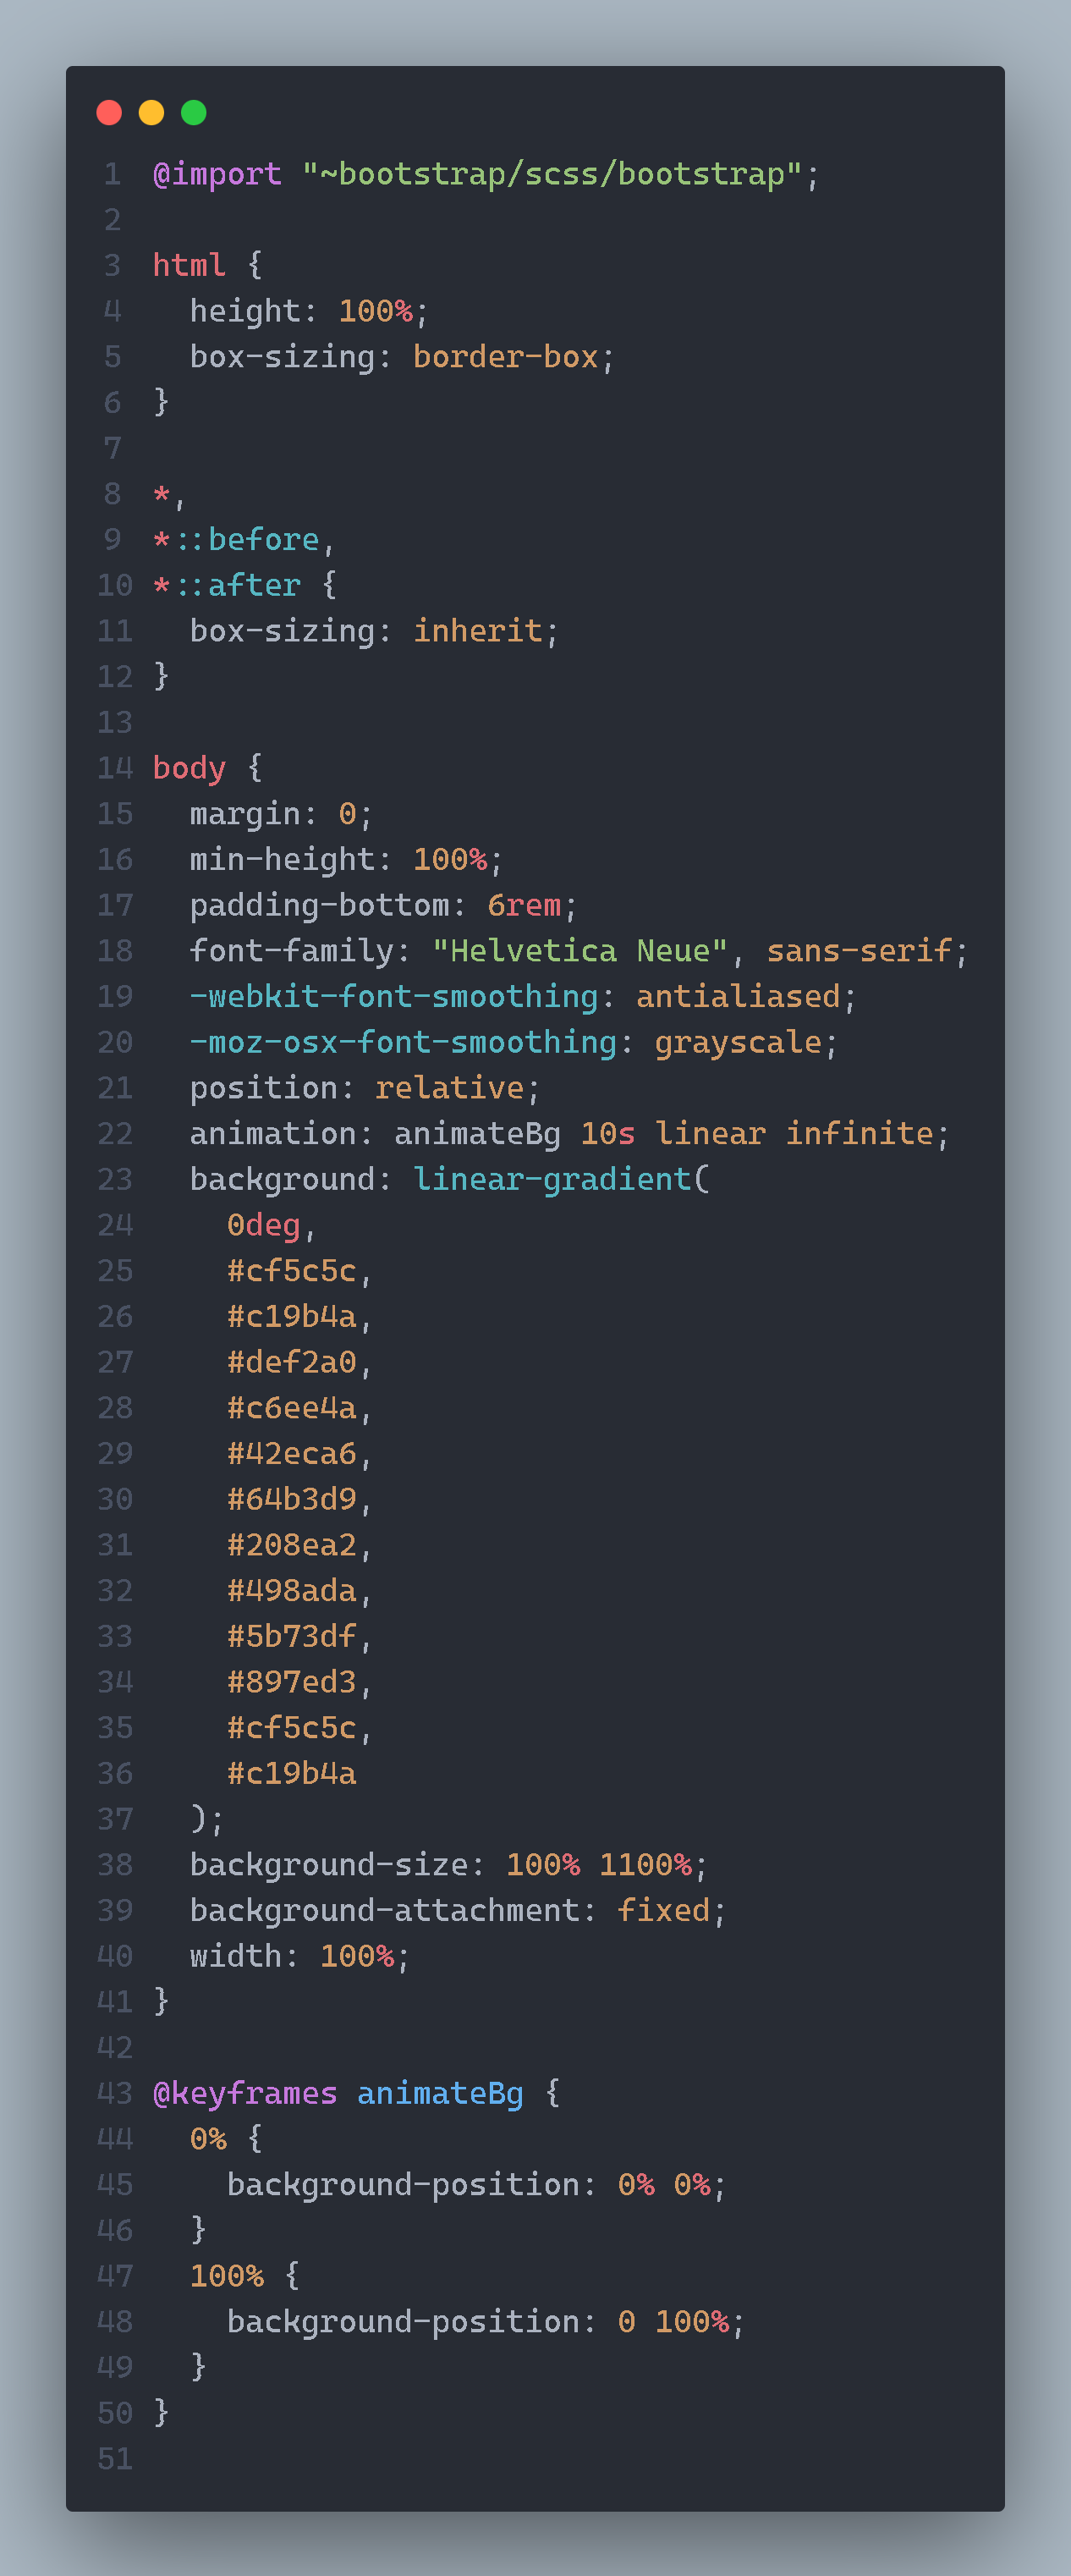 1 @import "~bootstrap/scss/bootstrap";
2
3 html {
4   height: 100%;
5   box-sizing: border-box;
6 }
7
8 *,
9 *::before,
10 *::after {
11   box-sizing: inherit;
12 }
13
14 body {
15   margin: 0;
16   min-height: 100%;
17   padding-bottom: 6rem;
18   font-family: "Helvetica Neue", sans-serif;
19   -webkit-font-smoothing: antialiased;
20   -moz-osx-font-smoothing: grayscale;
21   position: relative;
22   animation: animateBg 10s linear infinite;
23   background: linear-gradient(
24     0deg,
25     #cf5c5c,
26     #c19b4a,
27     #def2a0,
28     #c6ee4a,
29     #42eca6,
30     #64b3d9,
31     #208ea2,
32     #498ada,
33     #5b73df,
34     #897ed3,
35     #cf5c5c,
36     #c19b4a
37   );
38   background-size: 100% 1100%;
39   background-attachment: fixed;
40   width: 100%;
41 }
42
43 @keyframes animateBg {
44   0% {
45     background-position: 0% 0%;
46   }
47   100% {
48     background-position: 0 100%;
49   }
50 }
51